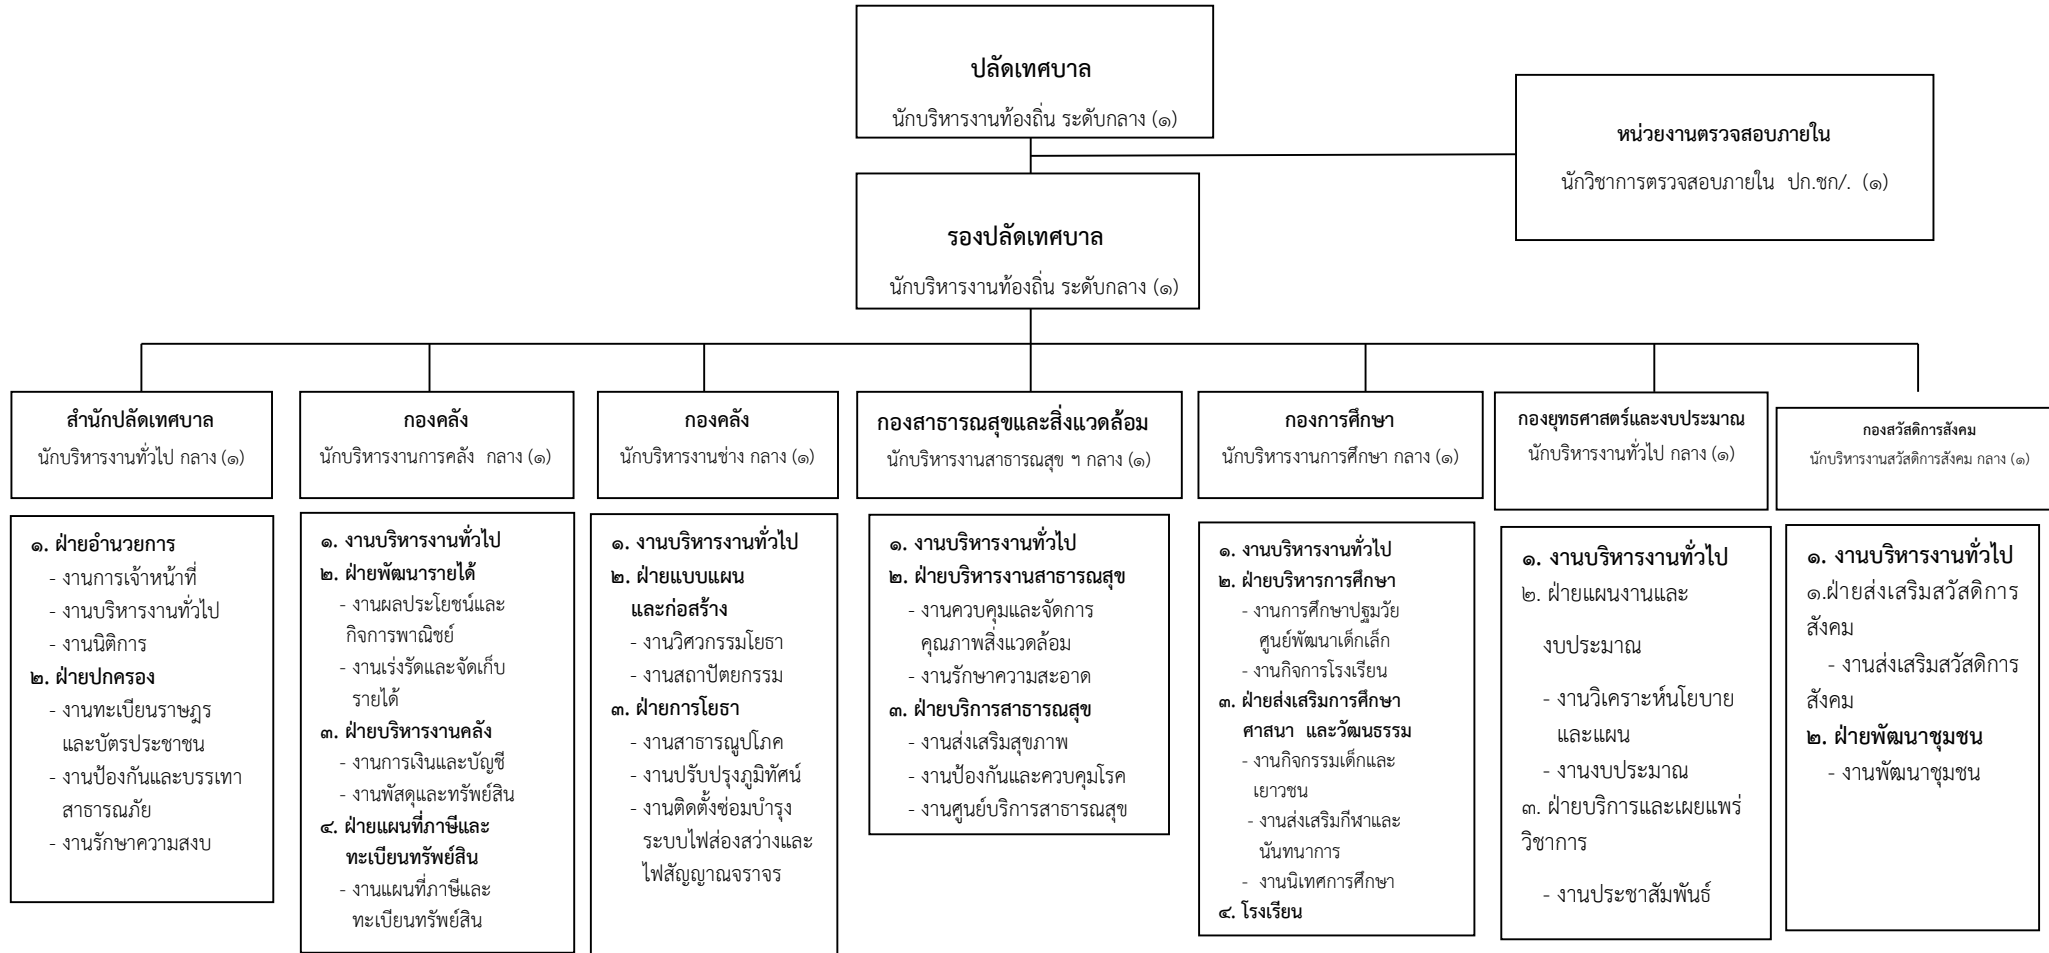 ปลัดเทศบาล
นักบริหารงานท้องถิ่น ระดับกลาง (๑)
หน่วยงานตรวจสอบภายใน
นักวิชาการตรวจสอบภายใน ปก.ชก/. (๑)
รองปลัดเทศบาล
นักบริหารงานท้องถิ่น ระดับกลาง (๑)
สำนักปลัดเทศบาล
นักบริหารงานทั่วไป กลาง (๑)
กองคลัง
นักบริหารงานการคลัง กลาง (๑)
กองคลัง
นักบริหารงานช่าง กลาง (๑)
กองสาธารณสุขและสิ่งแวดล้อม
นักบริหารงานสาธารณสุข ฯ กลาง (๑)
กองการศึกษา
นักบริหารงานการศึกษา กลาง (๑)
กองยุทธศาสตร์และงบประมาณ
นักบริหารงานทั่วไป กลาง (๑)
กองสวัสดิการสังคม
นักบริหารงานสวัสดิการสังคม กลาง (๑)
๑. ฝ่ายอำนวยการ
- งานการเจ้าหน้าที่
- งานบริหารงานทั่วไป
- งานนิติการ
๒. ฝ่ายปกครอง
- งานทะเบียนราษฎร
และบัตรประชาชน
- งานป้องกันและบรรเทา
สาธารณภัย
- งานรักษาความสงบ
๑. งานบริหารงานทั่วไป
๒. ฝ่ายพัฒนารายได้
- งานผลประโยชน์และ
กิจการพาณิชย์
- งานเร่งรัดและจัดเก็บ
รายได้
๓. ฝ่ายบริหารงานคลัง
- งานการเงินและบัญชี
- งานพัสดุและทรัพย์สิน
๔. ฝ่ายแผนที่ภาษีและ
ทะเบียนทรัพย์สิน
- งานแผนที่ภาษีและ
ทะเบียนทรัพย์สิน
๑. งานบริหารงานทั่วไป
๒. ฝ่ายแบบแผน
และก่อสร้าง
- งานวิศวกรรมโยธา
- งานสถาปัตยกรรม
๓. ฝ่ายการโยธา
- งานสาธารณูปโภค
- งานปรับปรุงภูมิทัศน์
- งานติดตั้งซ่อมบำรุง
ระบบไฟส่องสว่างและ
ไฟสัญญาณจราจร
๑. งานบริหารงานทั่วไป
๒. ฝ่ายบริหารงานสาธารณสุข
- งานควบคุมและจัดการ
คุณภาพสิ่งแวดล้อม
- งานรักษาความสะอาด
๓. ฝ่ายบริการสาธารณสุข
- งานส่งเสริมสุขภาพ
- งานป้องกันและควบคุมโรค
- งานศูนย์บริการสาธารณสุข
๑. งานบริหารงานทั่วไป
๒. ฝ่ายบริหารการศึกษา
- งานการศึกษาปฐมวัย
ศูนย์พัฒนาเด็กเล็ก
- งานกิจการโรงเรียน
๓. ฝ่ายส่งเสริมการศึกษา
ศาสนา และวัฒนธรรม
- งานกิจกรรมเด็กและ
เยาวชน
- งานส่งเสริมกีฬาและ
นันทนาการ
- งานนิเทศการศึกษา
๔. โรงเรียน
๑. งานบริหารงานทั่วไป
๒. ฝ่ายแผนงานและ
งบประมาณ
- งานวิเคราะห์นโยบาย
และแผน
- งานงบประมาณ
๓. ฝ่ายบริการและเผยแพร่
วิชาการ
- งานประชาสัมพันธ์
๑. งานบริหารงานทั่วไป
๑.ฝ่ายส่งเสริมสวัสดิการ
สังคม
- งานส่งเสริมสวัสดิการ
สังคม
๒. ฝ่ายพัฒนาชุมชน
- งานพัฒนาชุมชน